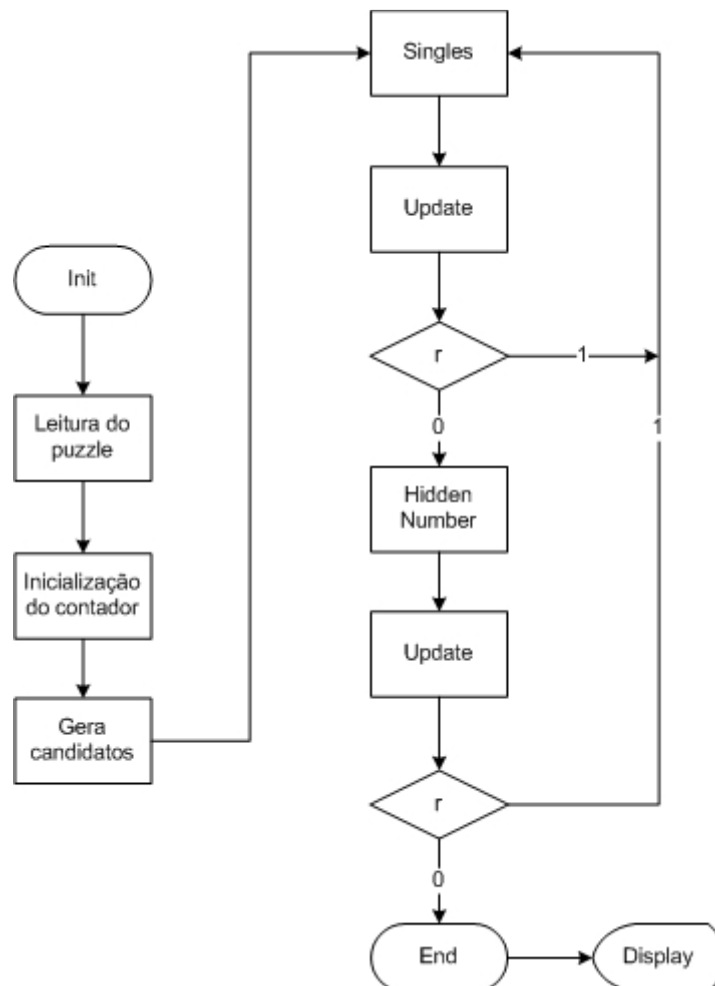 Init
Leitura do
puzzle
Inicialização
do contador
Gera
candidatos
Singles
Update
r
1
0
Hidden
Number
Update
r
1
0
End
Display